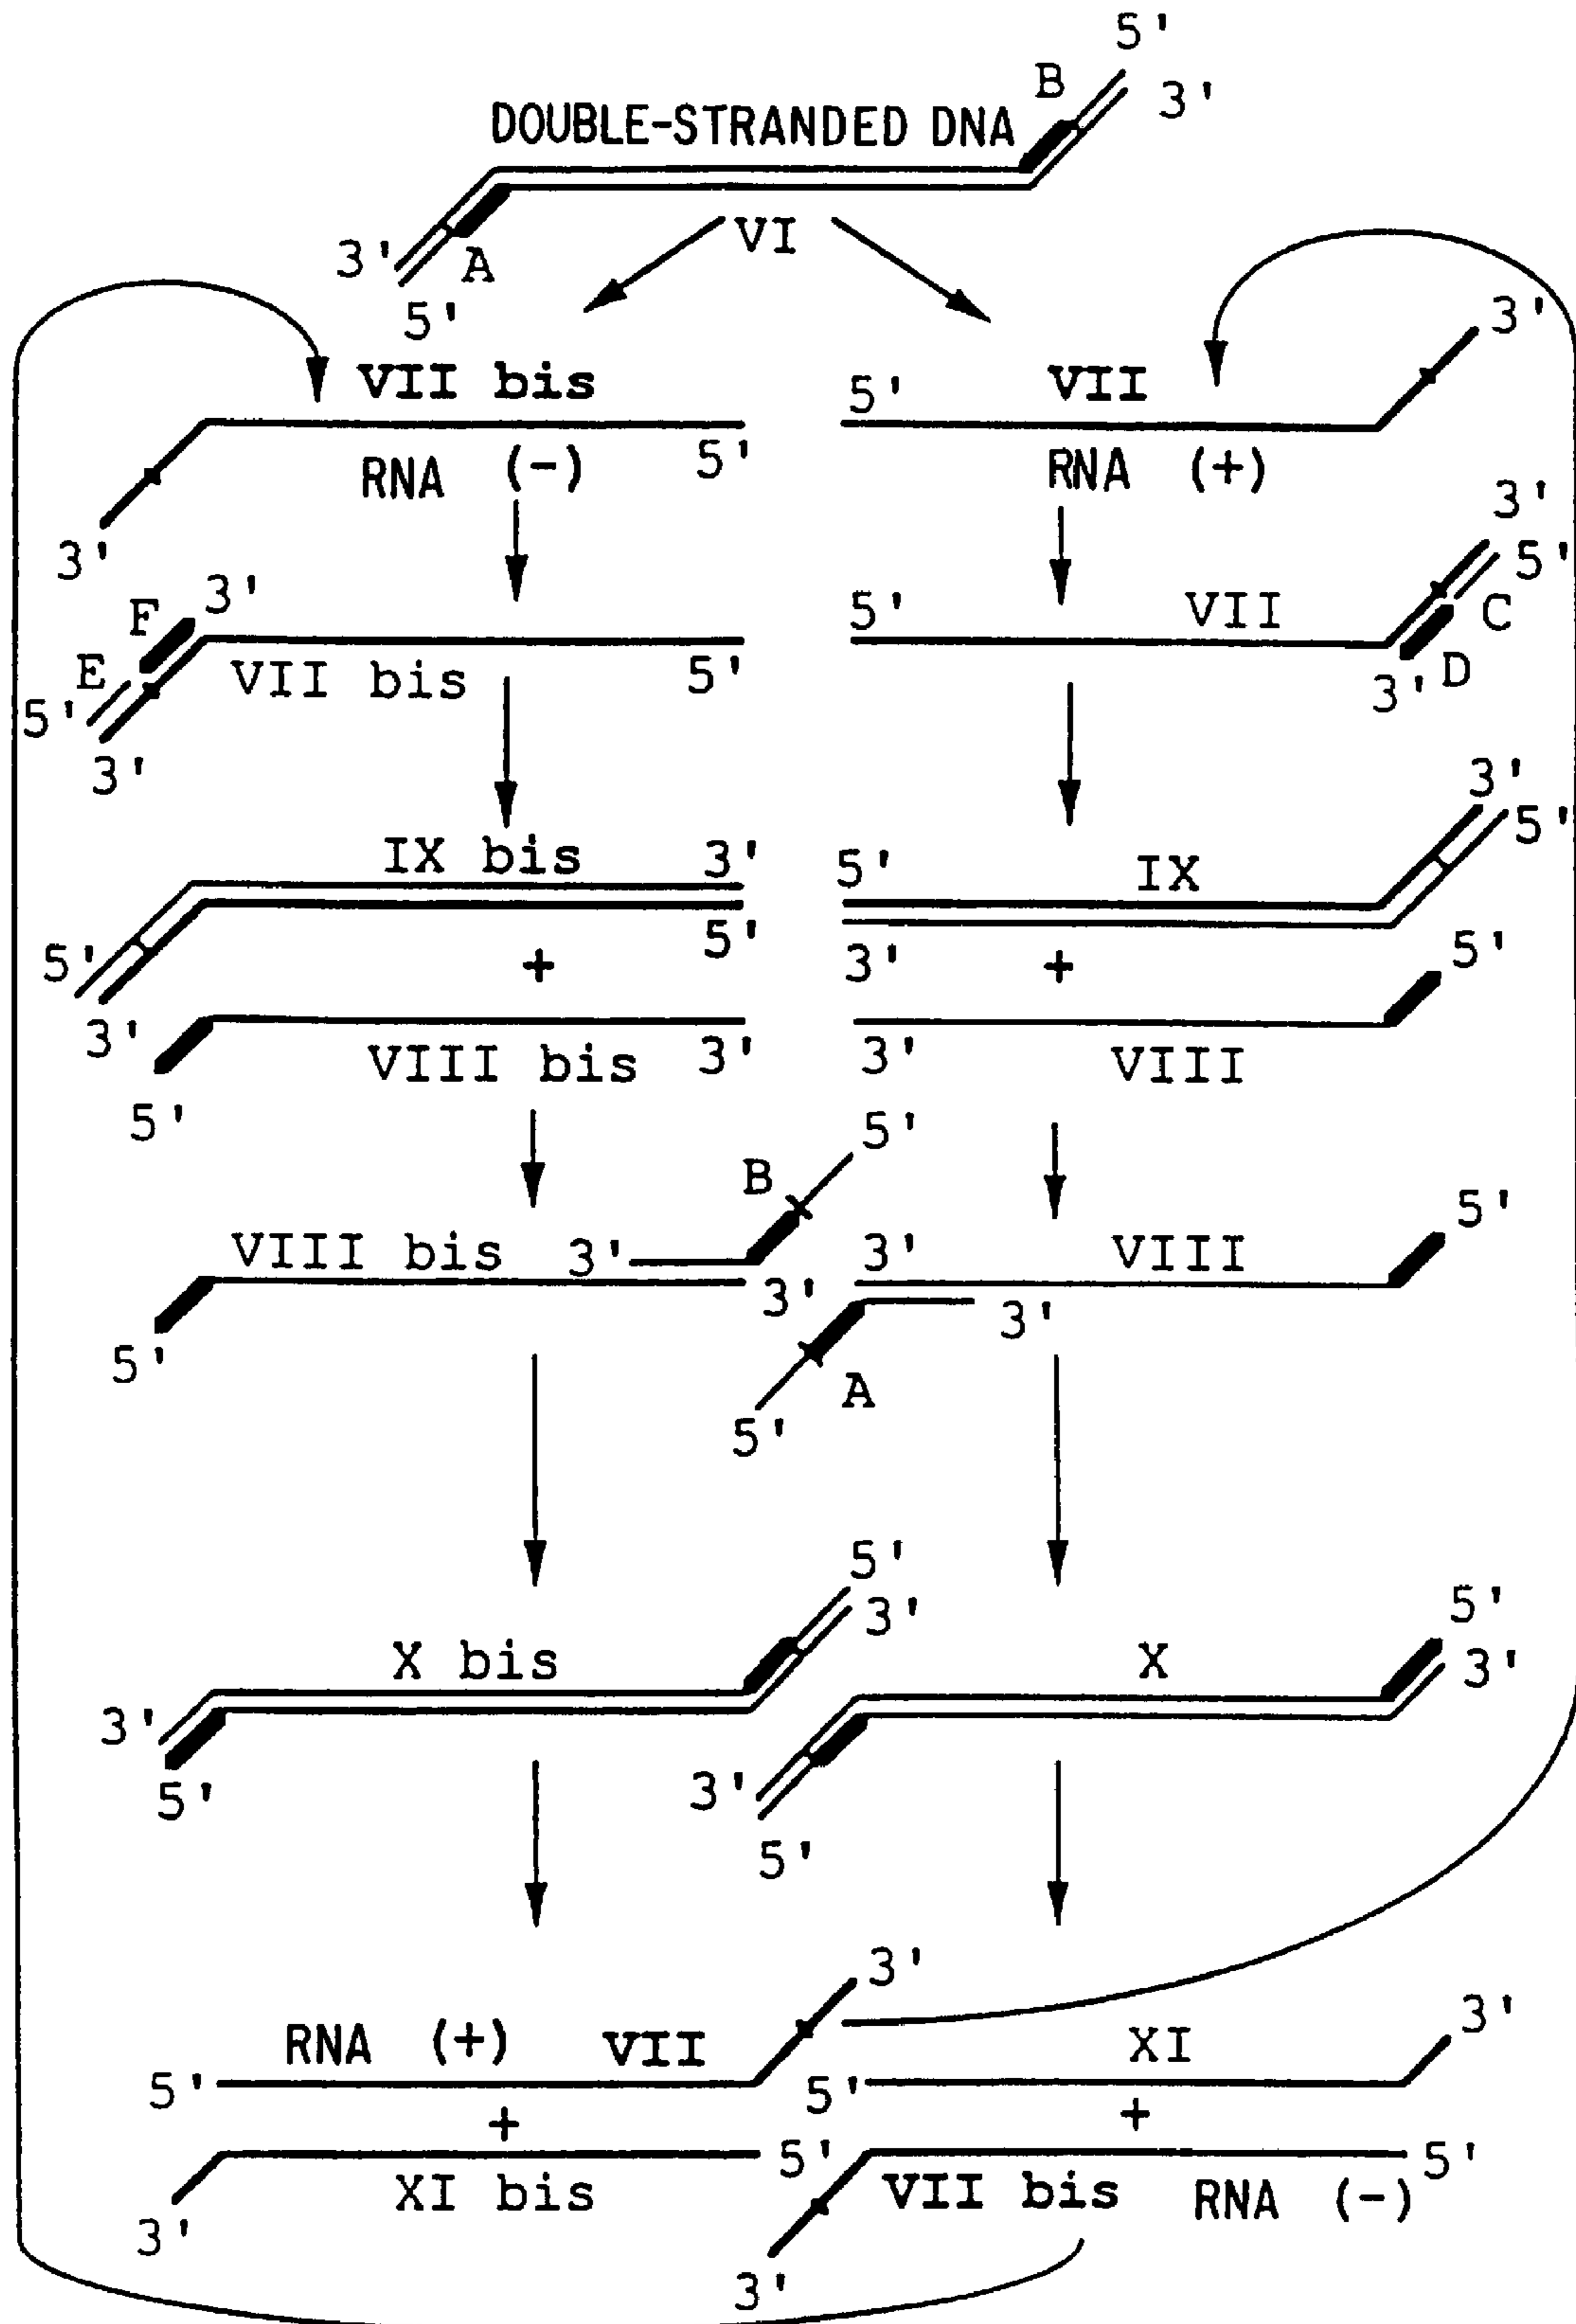 5'
B
3'
DOUBLE-STRANDED DNA
VI
3'
A
5'
3'
VII bis
5'
VII
RNA (-)
5'
RNA (+)
3'
3'
5'
F
3'
5'
VII
C
E
VII bis
5'
3'
D
5'
3'
3'
5'
IX bis
3'
5'
IX
5'
5'
+
3'
+
5'
3'
VIII bis
3'
3'
VIII
5'
5'
B
5'
VIII bis
3'
3'
VIII
3'
3'
5'
A
5'
5'
3'
5'
X bis
X
3'
3'
5'
3'
5'
3'
RNA (+)
VII
XI
3'
5'
5'
+
+
5'
5'
XI bis
VII bis
RNA (-)
3'
3'